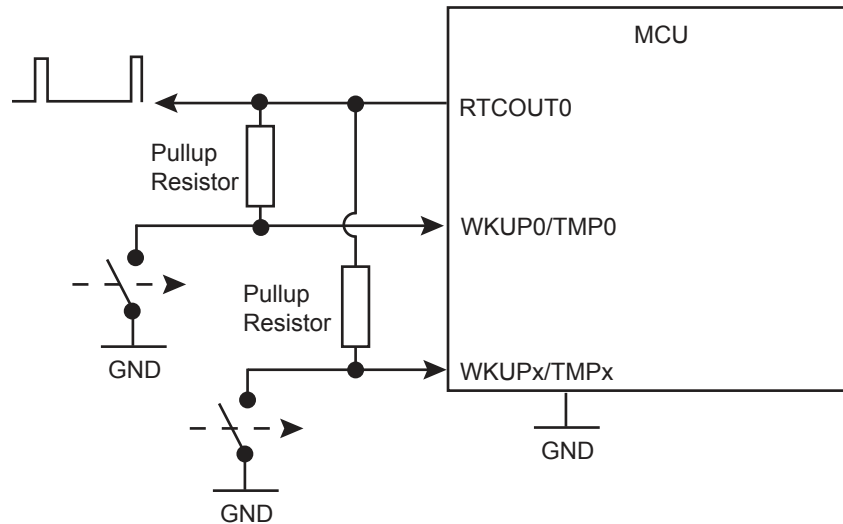 MCU
RTCOUT0
Pullup
Resistor
WKUP0/TMP0
Pullup
Resistor
GND
WKUPx/TMPx
GND
GND